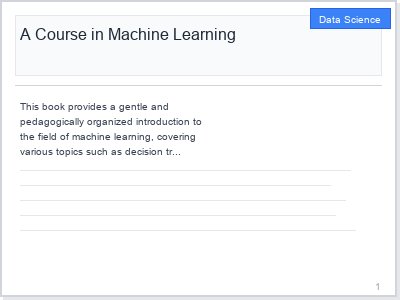 Data Science
A Course in Machine Learning
This book provides a gentle and
pedagogically organized introduction to
the field of machine learning, covering
various topics such as decision tr...
1